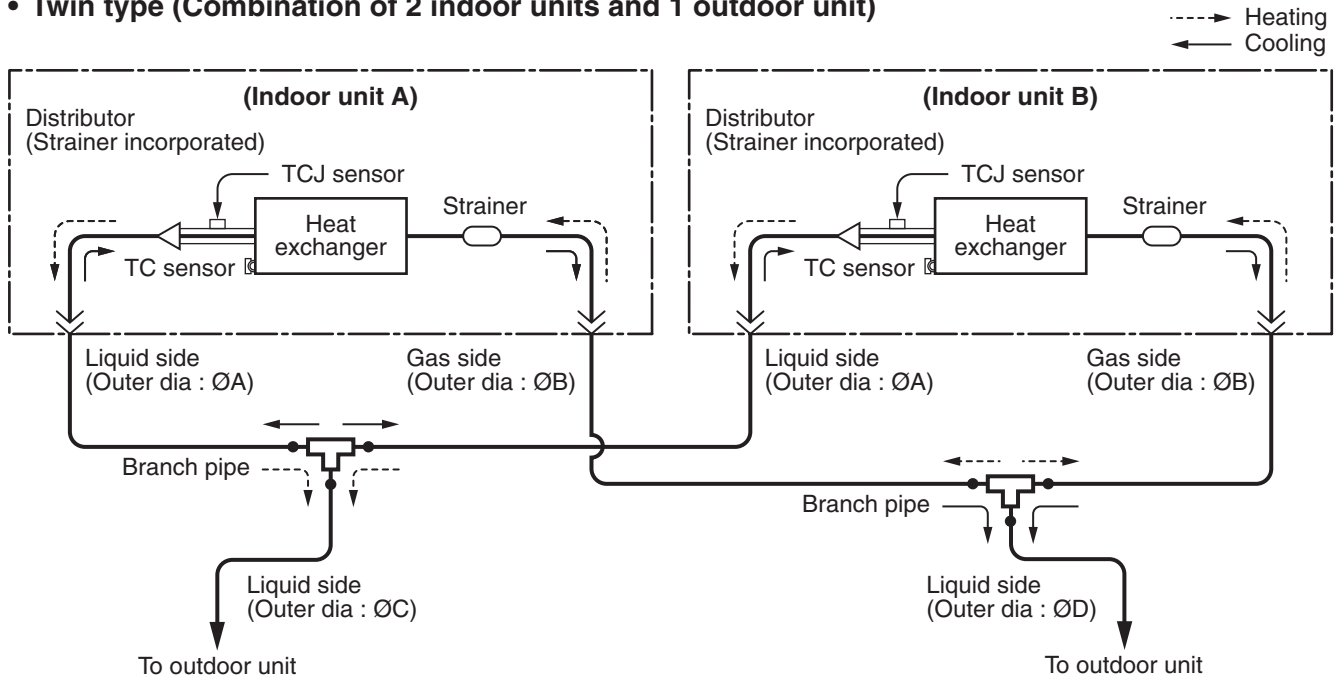 • Twin type (Combination of 2 indoor units and 1 outdoor unit)
Heating
Cooling
(Indoor unit A)
Distributor
(Strainer incorporated)
TCJ sensor
Heat
exchanger
Strainer
TC sensor
Liquid side
(Outer dia : ØA)
Gas side
(Outer dia : ØB)
(Indoor unit B)
Distributor
(Strainer incorporated)
TCJ sensor
Heat
exchanger
Strainer
TC sensor
Liquid side
(Outer dia : ØA)
Gas side
(Outer dia : ØB)
Branch pipe
Branch pipe
Liquid side
(Outer dia : ØC)
Liquid side
(Outer dia : ØD)
To outdoor unit
To outdoor unit